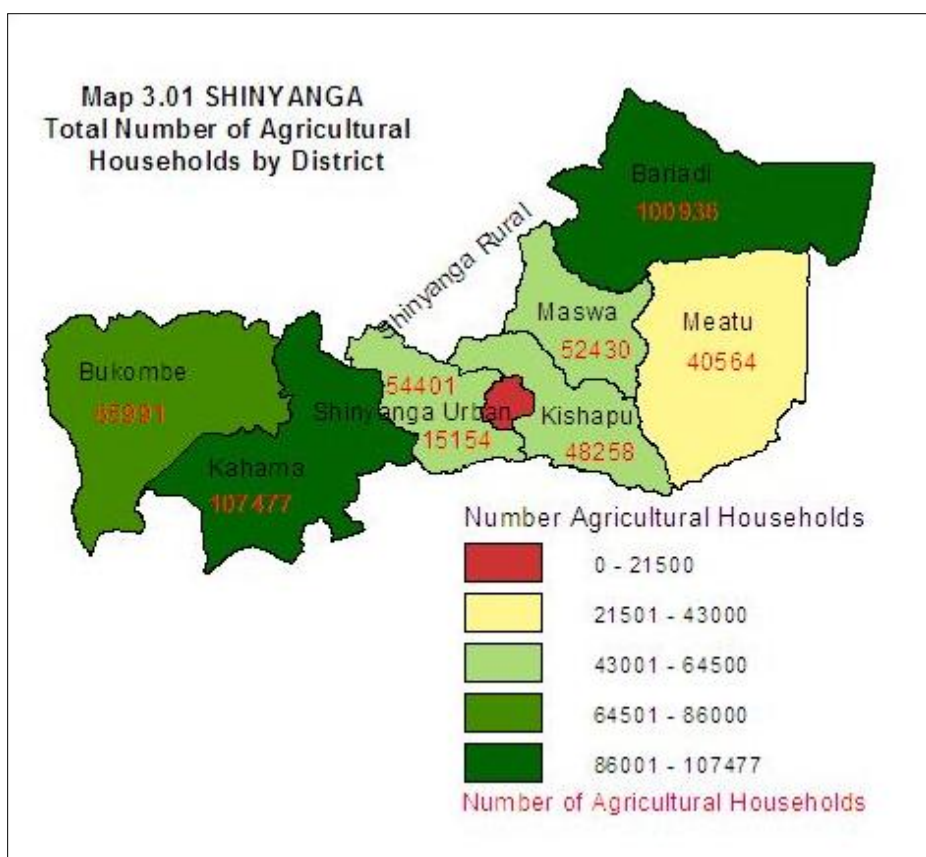 Map 3.01 SHINYANGA
Total Number of Agricultural
Households by District
Bariadi
100936
Shinyanga Rural
Maswa
52430
Meatu
40564
Bukombe
Kahama
107477
54401
Shinyanga Urban
15154
Kishapu
48258
Number Agricultural Households
0 - 21500
21501 - 43000
43001 - 64500
64501 - 86000
86001 - 107477
Number of Agricultural Households